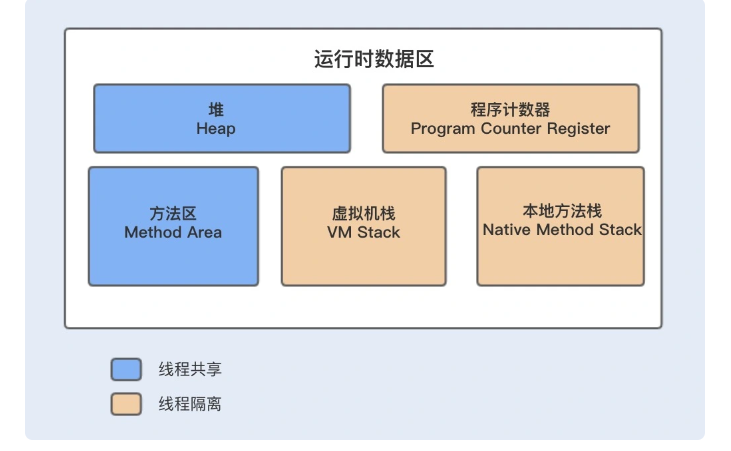 运行时数据区
堆
Heap
程序计数器
Program Counter Register
方法区
Method Area
虚拟机栈
VM Stack
本地方法栈
Native Method Stack
线程共享
线程隔离